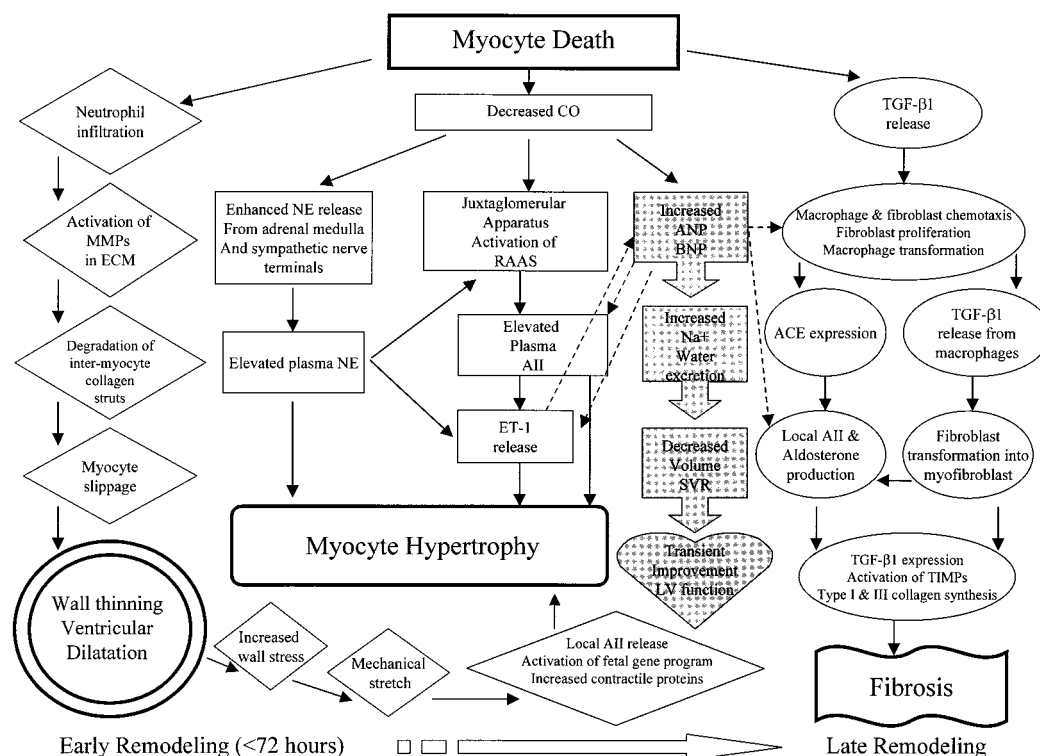 Myocyte Death
Neutrophil
infiltration
Decreased CO
TGF-β1
release
Activation of
MMPs
in ECM
Enhanced NE release
From adrenal medulla
And sympathetic nerve
terminals
Juxtaglomerular
Apparatus
Activation of
RAAS
Increased
ANP
BNP
Macrophage & fibroblast chemotaxis
Fibroblast proliferation
Macrophage transformation
Degradation of
inter-myocyte
collagen
struts
Elevated plasma NE
Elevated
Plasma
AII
Increased
Na+
Water
excretion
ACE expression
TGF-β1
release from
macrophages
Myocyte
slippage
ET-1
release
Decreased
Volume
SVR
Local AII &
Aldosterone
production
Fibroblast
transformation into
myofibroblast
Myocyte Hypertrophy
Transient
Improvement
LV function
TGF-β1 expression
Activation of TIMPs
Type I & III collagen synthesis
Wall thinning
Ventricular
Dilatation
Increased
wall stress
Mechanical
stretch
Local AII release
Activation of fetal gene program
Increased contractile proteins
Fibrosis
Early Remodeling (<72 hours)
Late Remodeling